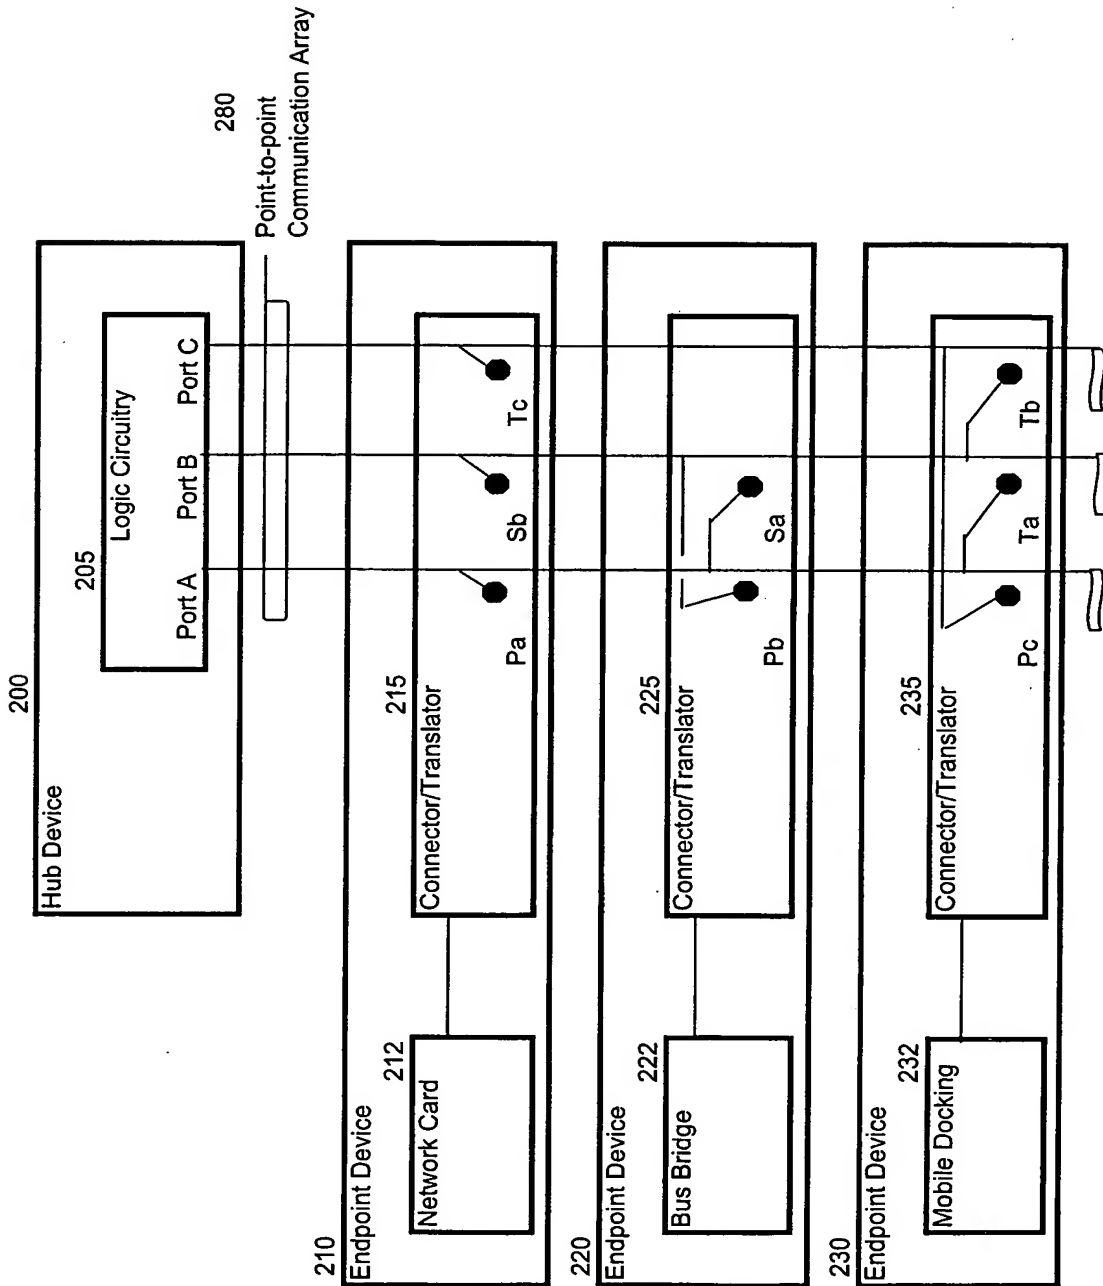 200
Hub Device
205
Logic Circuitry
Port A
Port B
Port C
280
Point-to-point
Communication Array
210
Endpoint Device
212
Network Card
215
Connector/Translator
Pa
Sb
Tc
220
Endpoint Device
222
Bus Bridge
225
Connector/Translator
Pb
Sa
230
Endpoint Device
232
Mobile Docking
235
Connector/Translator
Pc
Ta
Tb